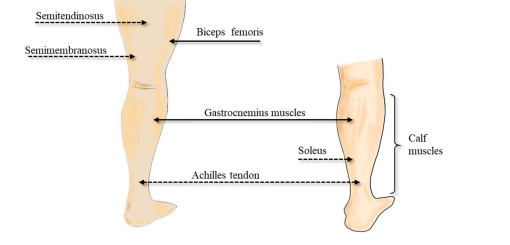 Semitendinosus
Biceps femoris
Semimembranosus
Gastrocnemius muscles
Calf
muscles
Soleus
Achilles tendon